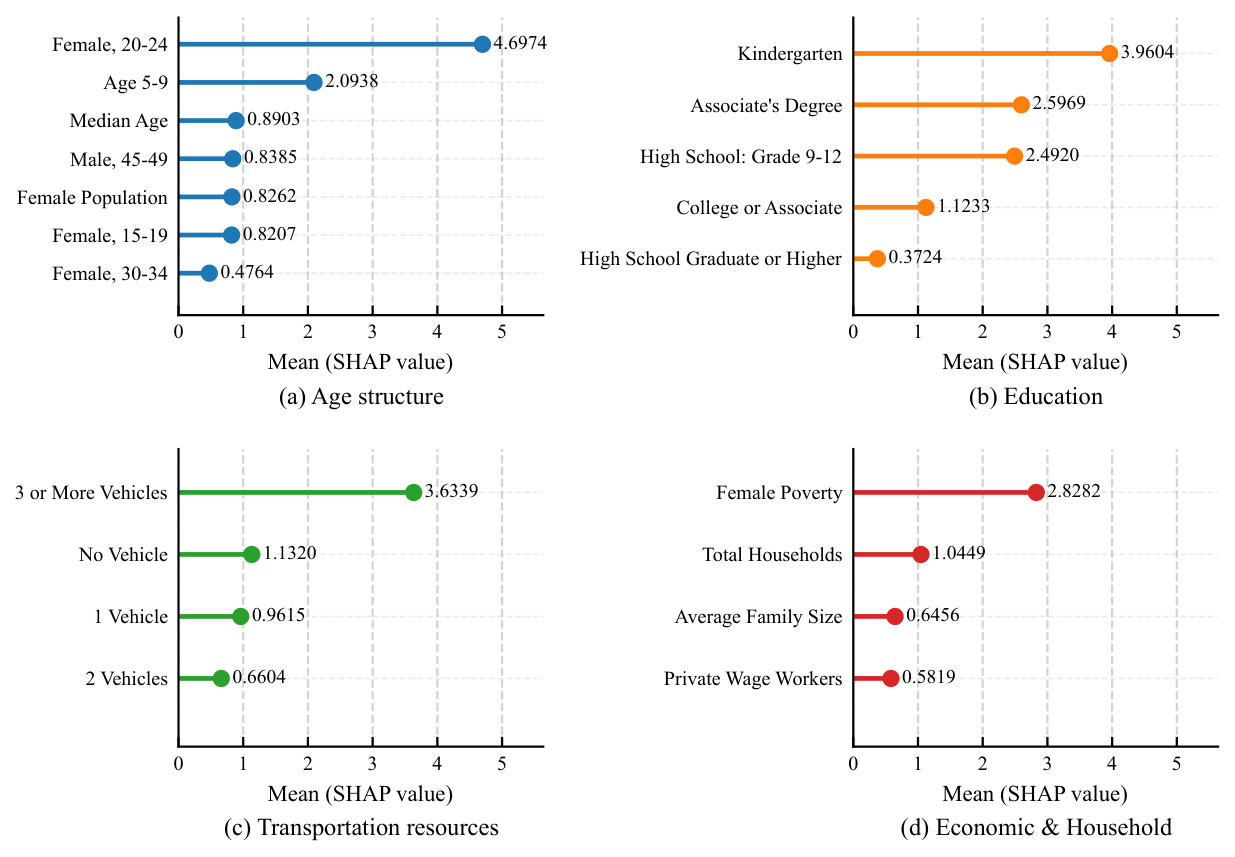 Female, 20-24 4.6974
Age 5-9 2.0938
Median Age 0.8903
Male, 45-49 0.8385
Female Population 0.8262
Female, 15-19 0.8207
Female, 30-34 0.4764
0 1 2 3 4 5
Mean (SHAP value)
(a) Age structure
Kindergarten 3.9604
Associate's Degree 2.5969
High School: Grade 9-12 2.4920
College or Associate 1.1233
High School Graduate or Higher 0.3724
0 1 2 3 4 5
Mean (SHAP value)
(b) Education
3 or More Vehicles 3.6339
No Vehicle 1.1320
1 Vehicle 0.9615
2 Vehicles 0.6604
0 1 2 3 4 5
Mean (SHAP value)
(c) Transportation resources
Female Poverty 2.8282
Total Households 1.0449
Average Family Size 0.6456
Private Wage Workers 0.5819
0 1 2 3 4 5
Mean (SHAP value)
(d) Economic & Household